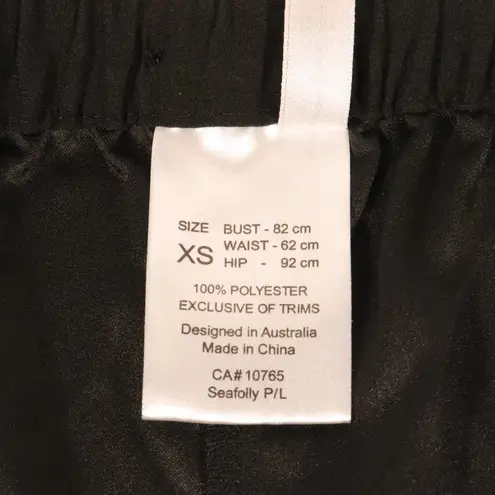 SIZE BUST - 82 cm
XS WAIST - 62 cm
HIP - 92 cm
100% POLYESTER
EXCLUSIVE OF TRIMS
Designed in Australia
Made in China
CA# 10765
Seafolly P/L